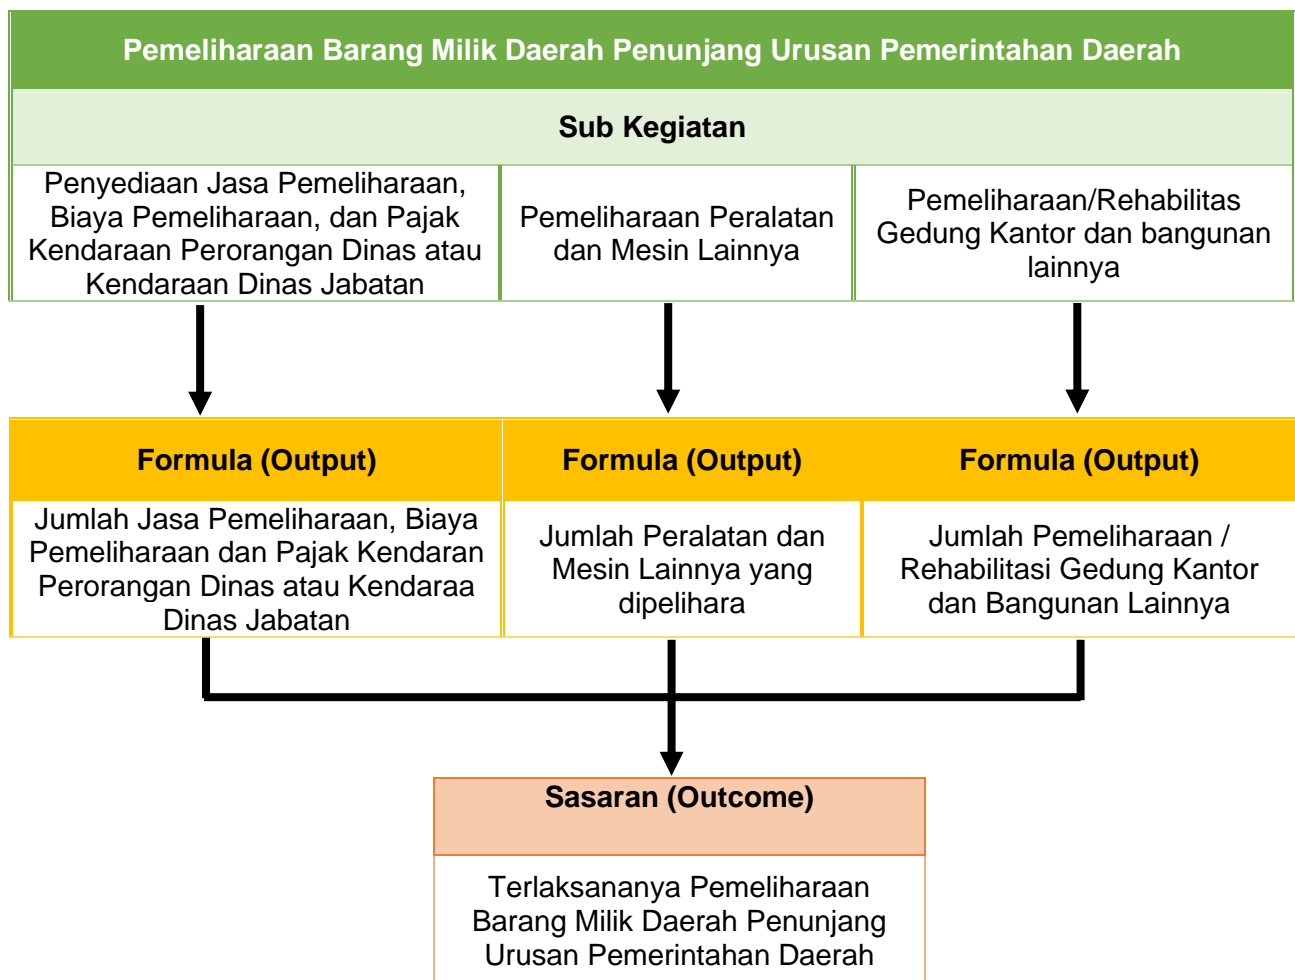 Pemeliharaan Barang Milik Daerah Penunjang Urusan Pemerintahan Daerah
Sub Kegiatan
Penyediaan Jasa Pemeliharaan,
Biaya Pemeliharaan, dan Pajak
Kendaraan Perorangan Dinas atau
Kendaraan Dinas Jabatan
Pemeliharaan Peralatan
dan Mesin Lainnya
Pemeliharaan/Rehabilitas
Gedung Kantor dan bangunan
lainnya
Formula (Output)
Formula (Output)
Formula (Output)
Jumlah Jasa Pemeliharaan, Biaya
Pemeliharaan dan Pajak Kendaran
Perorangan Dinas atau Kendaraa
Dinas Jabatan
Jumlah Peralatan dan
Mesin Lainnya yang
dipelihara
Jumlah Pemeliharaan /
Rehabilitasi Gedung Kantor
dan Bangunan Lainnya
Sasaran (Outcome)
Terlaksananya Pemeliharaan
Barang Milik Daerah Penunjang
Urusan Pemerintahan Daerah